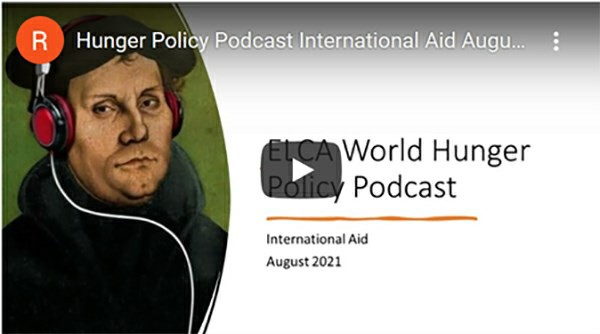 R
Hunger Policy Podcast International Aid Augu...
ELCA World Hunger
Policy Podcast
International Aid
August 2021